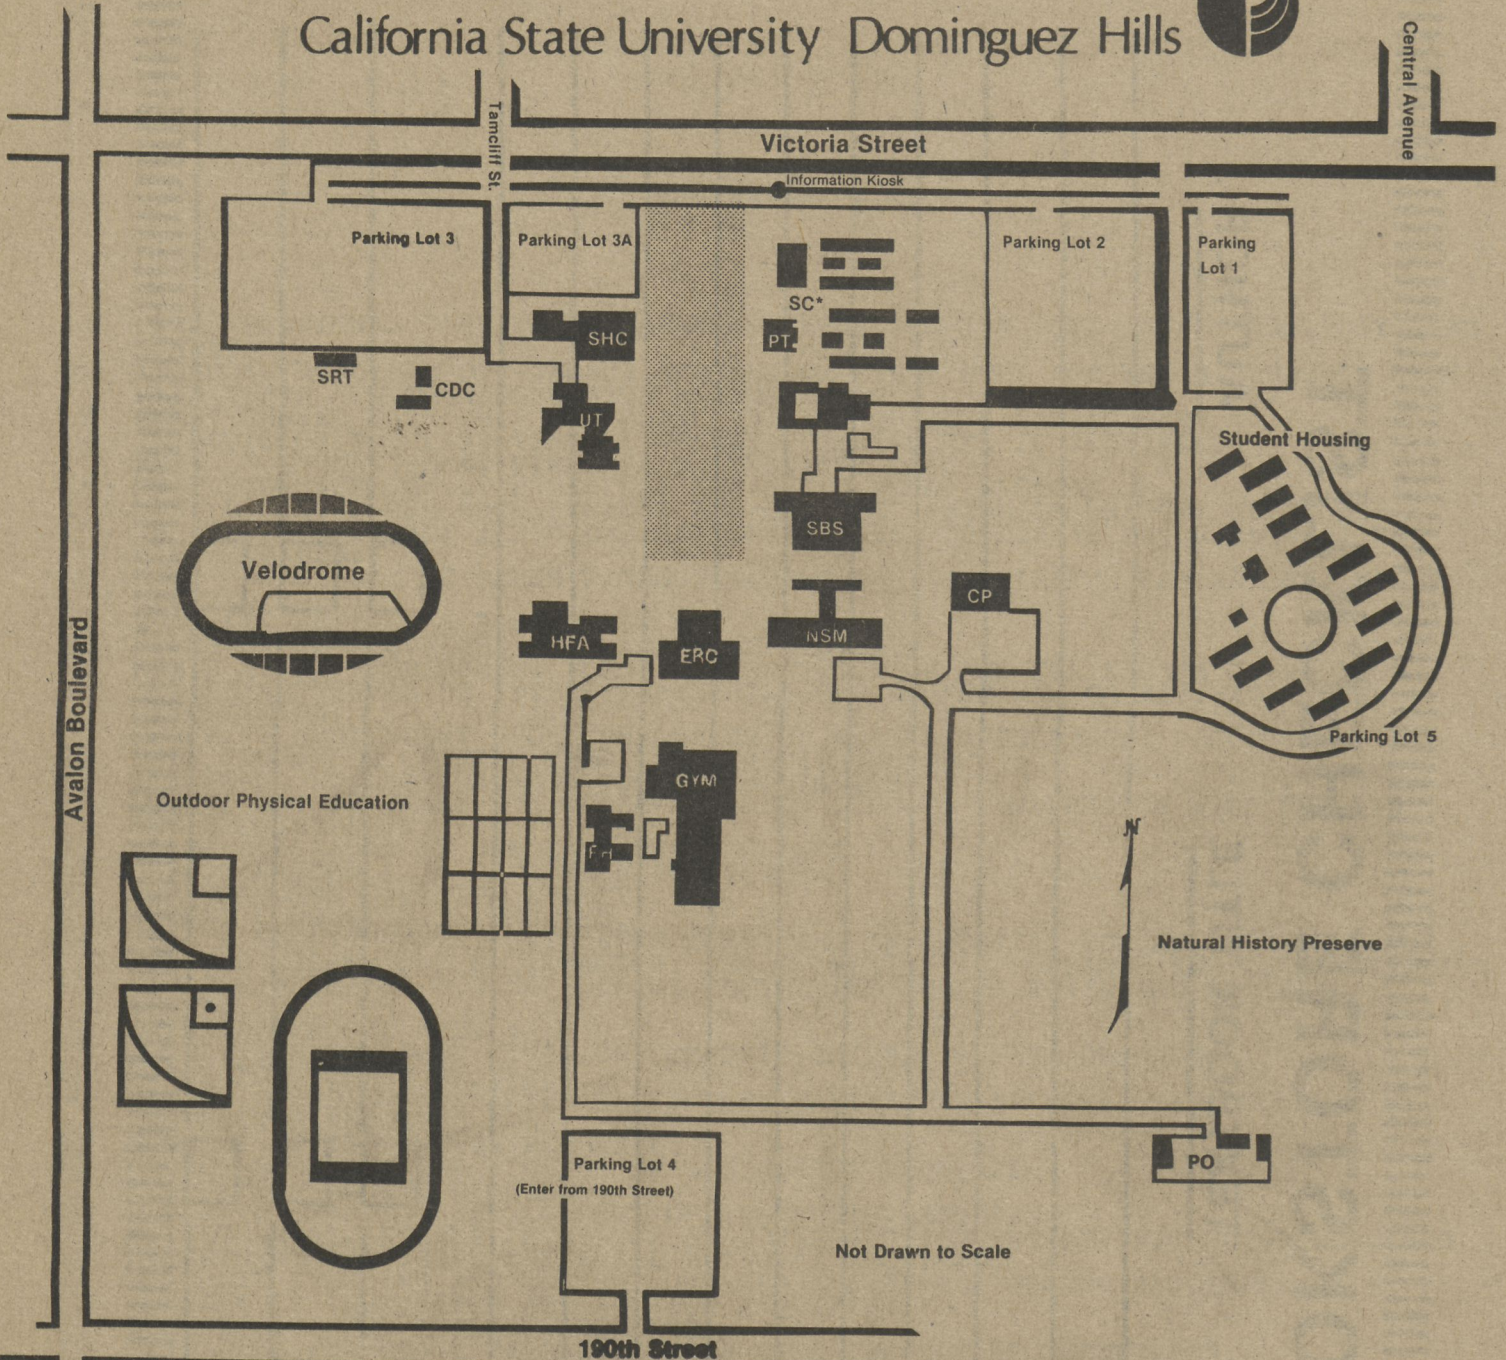 California State University Dominguez Hills
Central Avenue
Tamcliff St.
Victoria Street
Information Kiosk
Parking Lot 3
Parking Lot 3A
Parking Lot 2
Parking
Lot 1
SC*
SHC
PT
SRT
CDC
UT
Student Housing
SBS
Velodrome
CP
HFA
ERC
NSM
Avalon Boulevard
Parking Lot 5
GYM
Outdoor Physical Education
N
Natural History Preserve
Parking Lot 4
(Enter from 190th Street)
PO
Not Drawn to Scale
190th Street